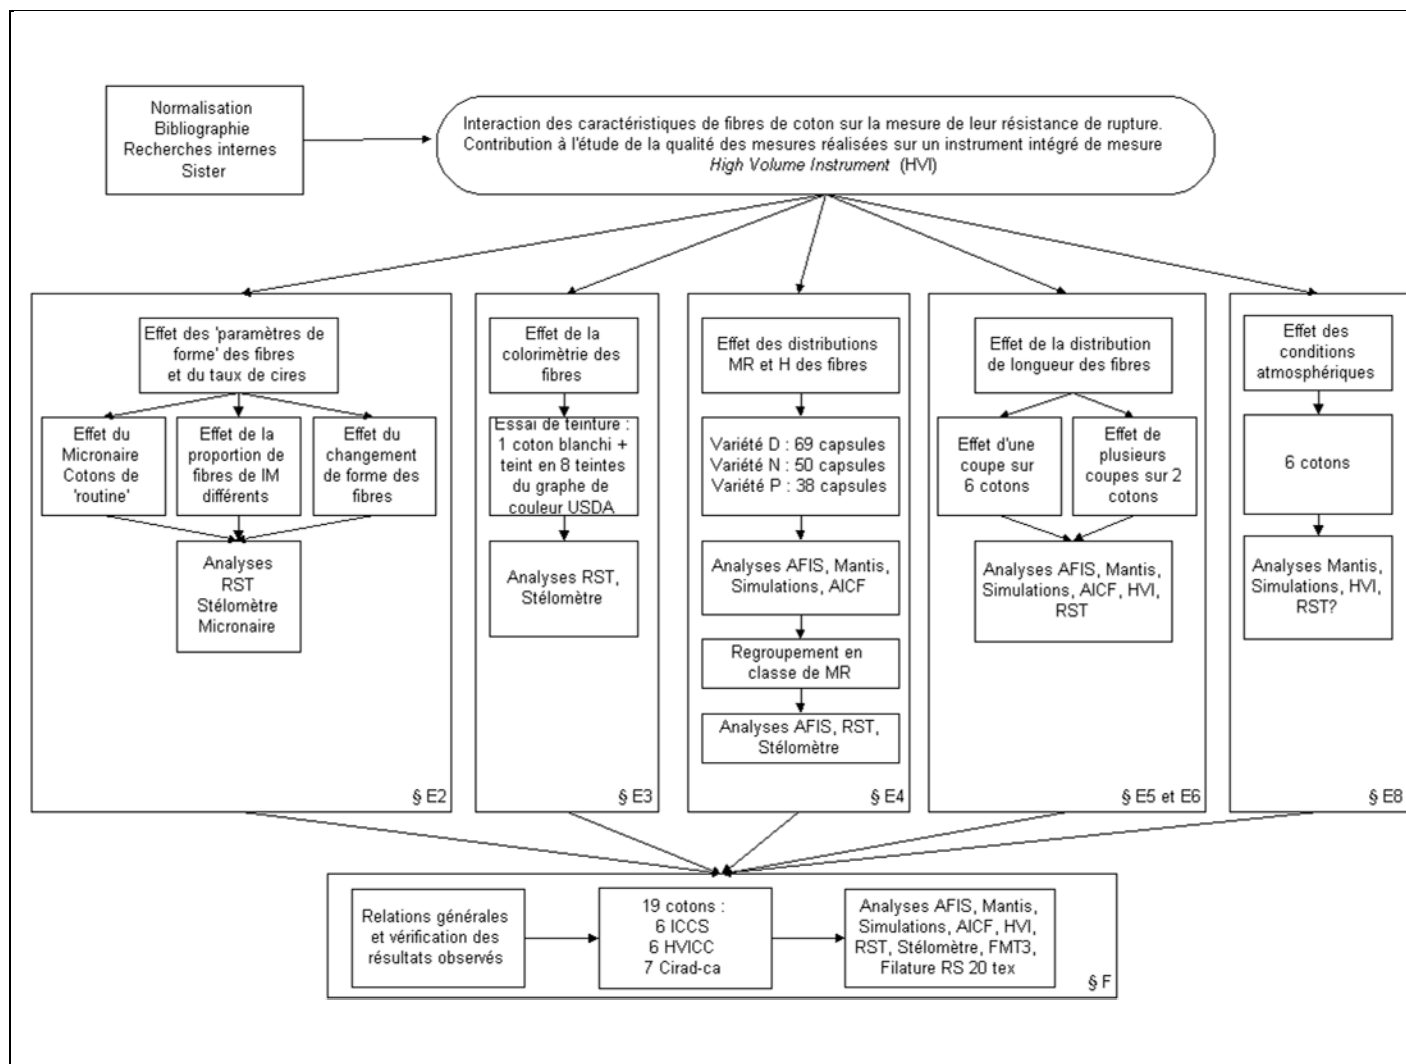 Normalisation
Bibliographie
Recherches internes
Sister
Interaction des caractéristiques de fibres de coton sur la mesure de leur résistance de rupture.
Contribution à l'étude de la qualité des mesures réalisées sur un instrument intégré de mesure
High Volume Instrument (HVI)
Effet des 'paramètres de
forme' des fibres
et du taux de cires
Effet du
Micronaire
Cotons de
'routine'
Effet de la
proportion de
fibres de IM
différents
Effet du
changement
de forme des
fibres
Analyses
RST
Stélomètre
Micronaire
§ E2
Effet de la
colorimètrie des
fibres
Essai de teinture :
1 coton blanchi +
teint en 8 teintes
du graphe de
couleur USDA
Analyses RST,
Stélomètre
§ E3
Effet des distributions
MR et H des fibres
Variété D : 69 capsules
Variété N : 50 capsules
Variété P : 38 capsules
Analyses AFIS, Mantis,
Simulations, AICF
Regroupement en
classe de MR
Analyses AFIS, RST,
Stélomètre
§ E4
Effet de la distribution
de longueur des fibres
Effet d'une
coupe sur
6 cotons
Effet de
plusieurs
coupes sur 2
cotons
Analyses AFIS, Mantis,
Simulations, AICF, HVI,
RST
§ E5 et E6
Effet des
conditions
atmosphériques
6 cotons
Analyses Mantis,
Simulations, HVI,
RST?
§ E8
Relations générales
et vérification des
résultats observés
19 cotons :
6 ICCS
6 HVICC
7 Cirad-ca
Analyses AFIS, Mantis,
Simulations, AICF, HVI,
RST, Stélomètre, FMT3,
Filature RS 20 tex
§ F